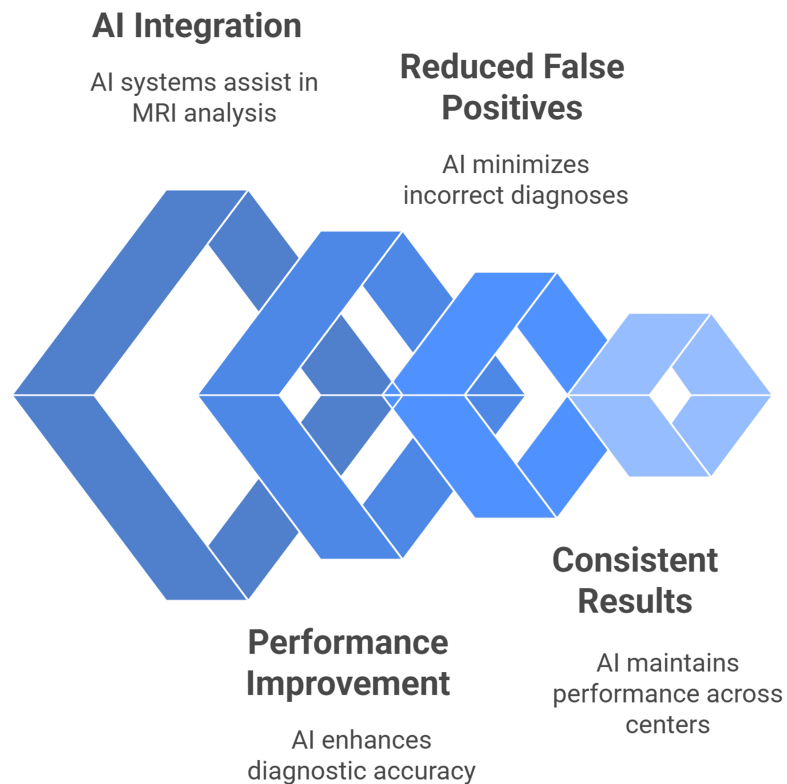 AI Integration
AI systems assist in
MRI analysis
Reduced False
Positives
AI minimizes
incorrect diagnoses
Performance
Improvement
AI enhances
diagnostic accuracy
Consistent
Results
AI maintains
performance across
centers